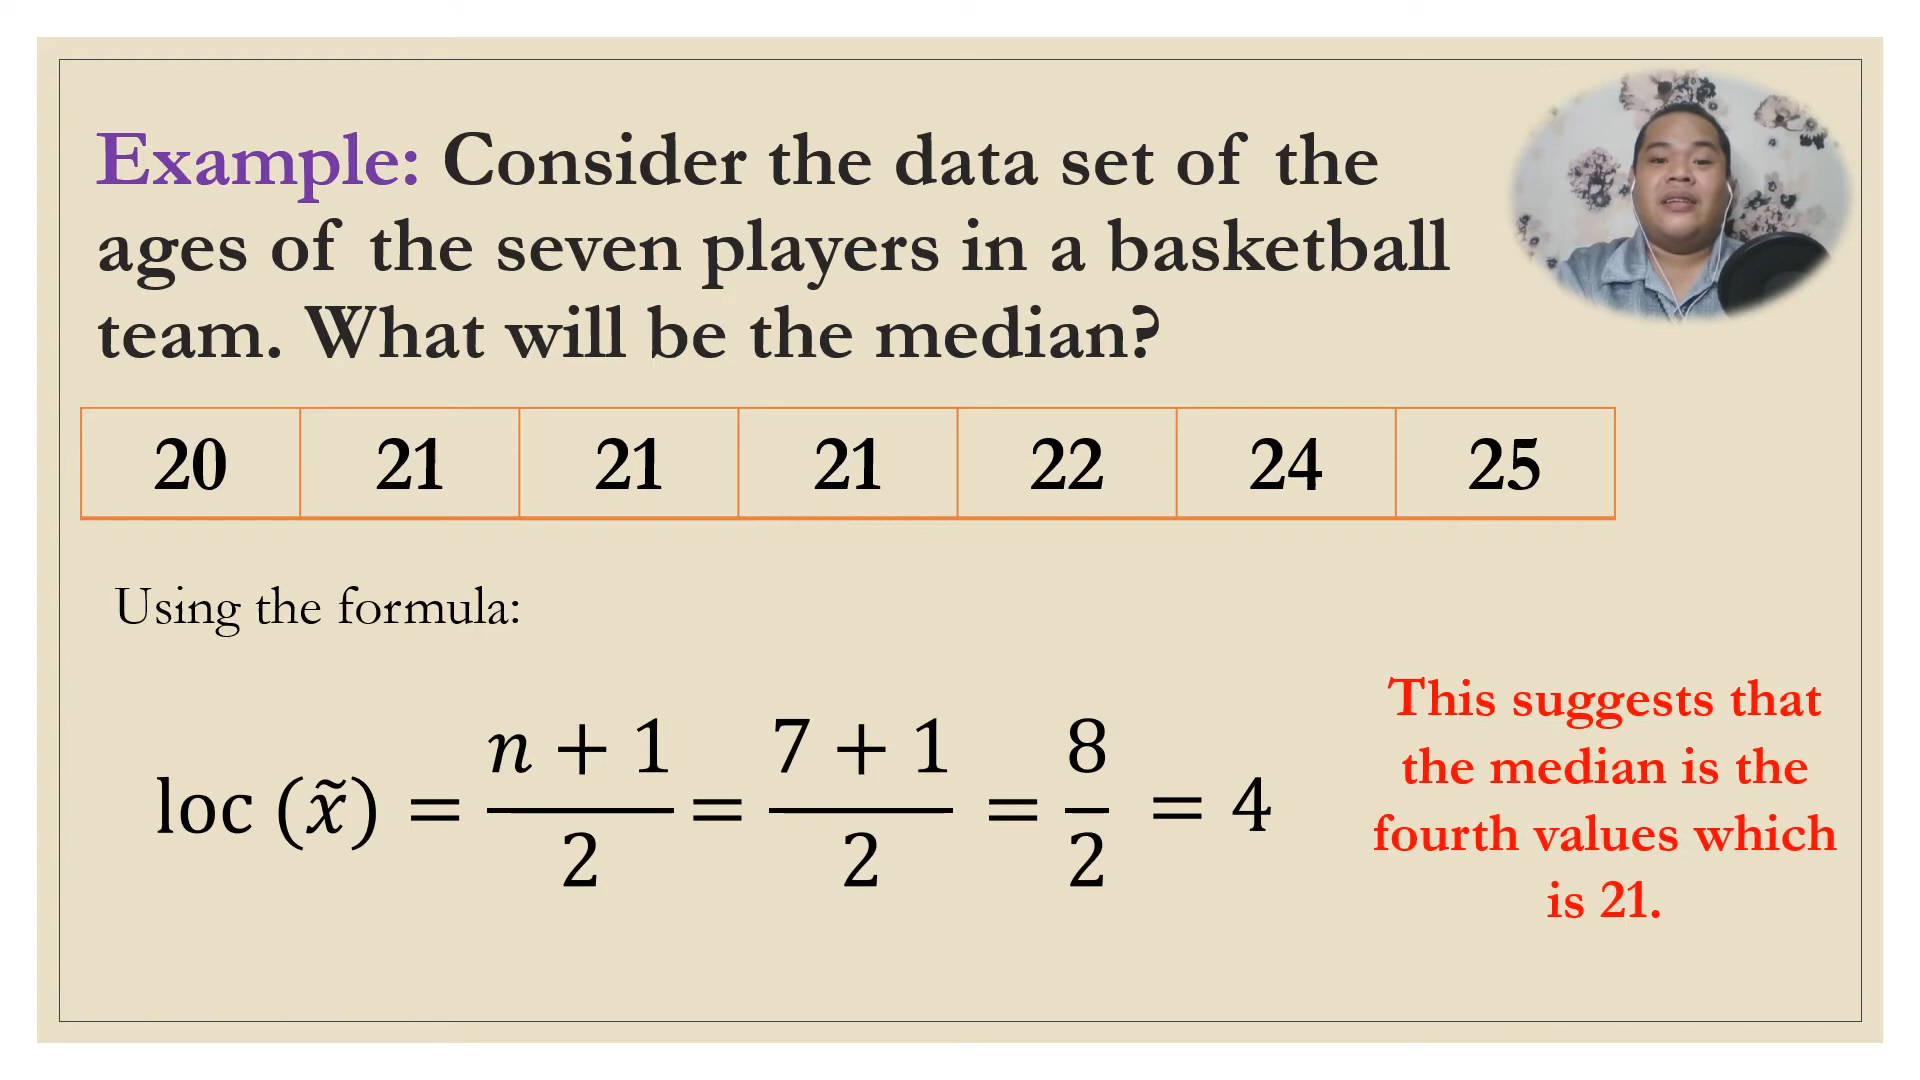 Example: Consider the data set of the
ages of the seven players in a basketball
team. What will be the median?
20 21 21 21 22 24 25
Using the formula:
loc (x̃) = n + 1 / 2 = 7 + 1 / 2 = 8 / 2 = 4
This suggests that
the median is the
fourth values which
is 21.